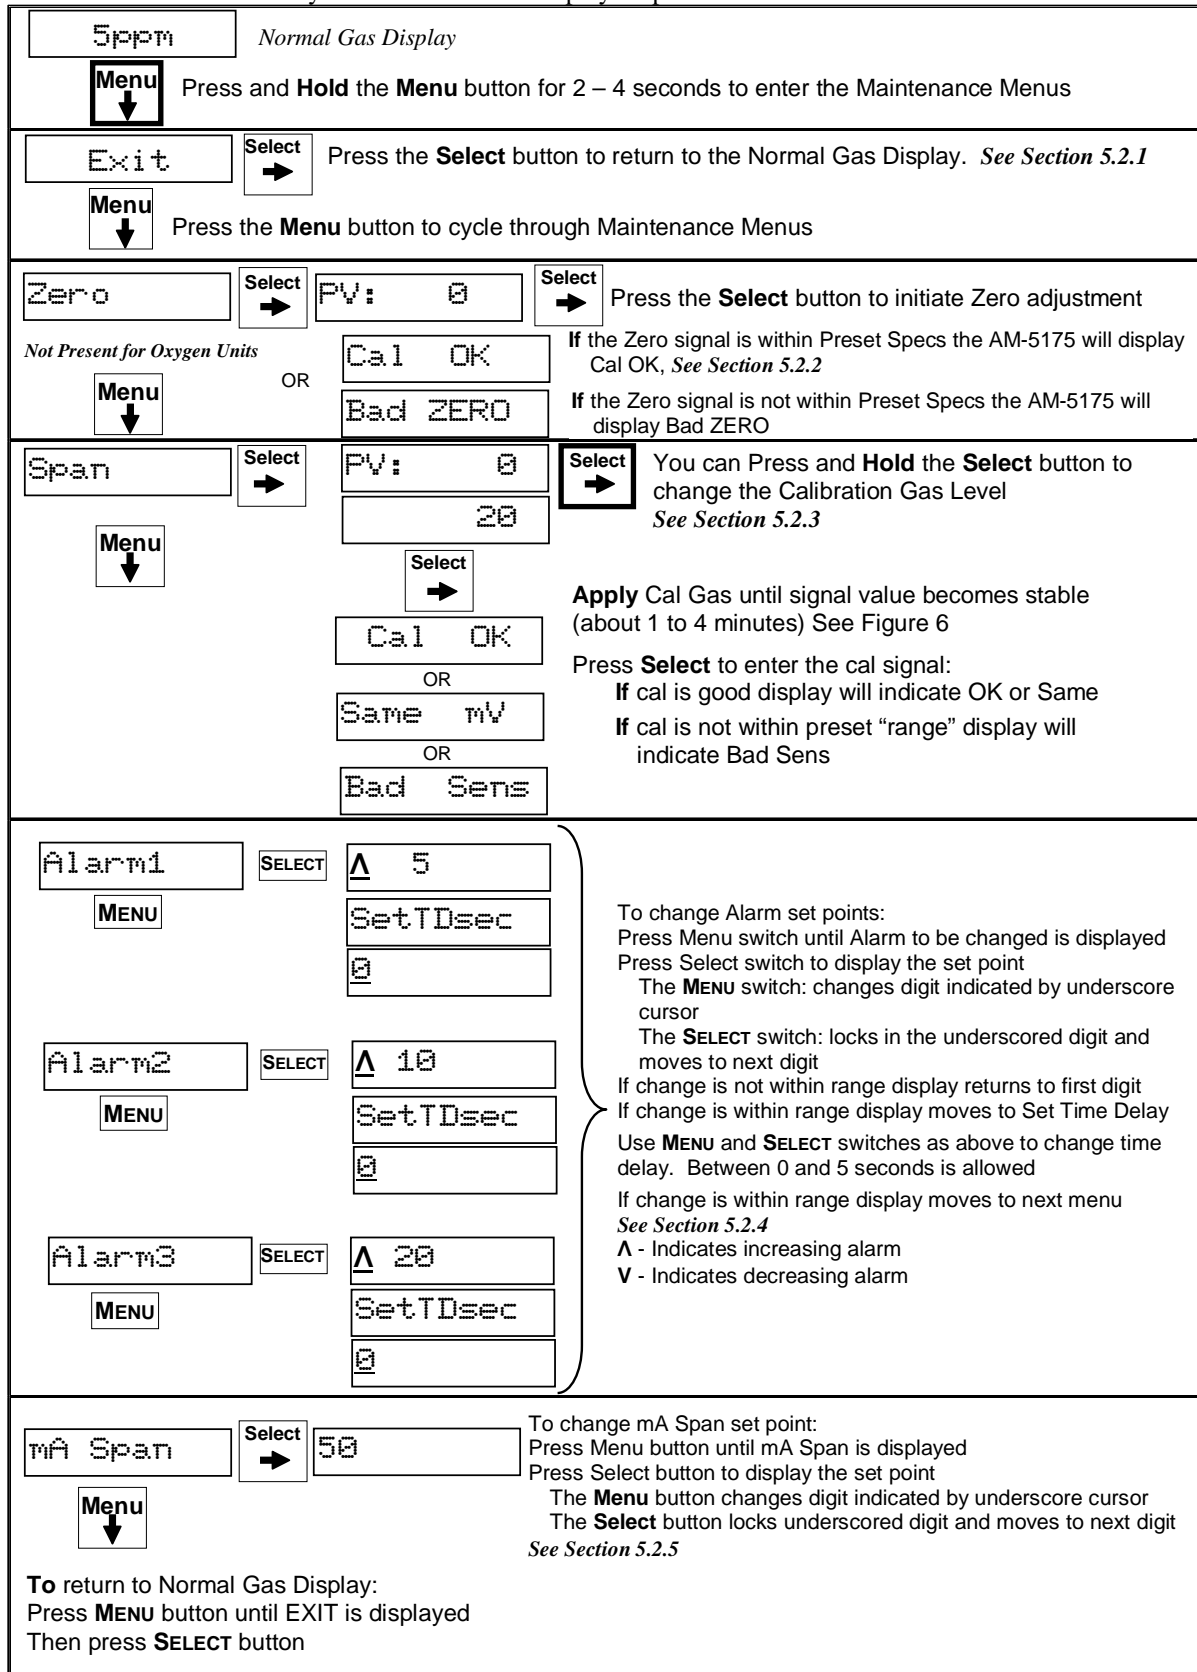 5ppm Normal Gas Display
Menu Press and Hold the Menu button for 2 – 4 seconds to enter the Maintenance Menus
Exit Select Press the Select button to return to the Normal Gas Display. See Section 5.2.1
Menu Press the Menu button to cycle through Maintenance Menus
Zero Select PV: 0 Select Press the Select button to initiate Zero adjustment
Not Present for Oxygen Units
Menu
OR
Cal OK
Bad ZERO
If the Zero signal is within Preset Specs the AM-5175 will display
Cal OK, See Section 5.2.2
If the Zero signal is not within Preset Specs the AM-5175 will
display Bad ZERO
Span Select PV: 0
20
Menu
Select You can Press and Hold the Select button to
change the Calibration Gas Level
See Section 5.2.3
Select
Cal OK
OR
Same mV
OR
Bad Sens
Apply Cal Gas until signal value becomes stable
(about 1 to 4 minutes) See Figure 6
Press Select to enter the cal signal:
If cal is good display will indicate OK or Same
If cal is not within preset “range” display will
indicate Bad Sens
Alarm1 SELECT Λ 5
MENU
SetTDsec
0
Alarm2 SELECT Λ 10
MENU
SetTDsec
0
Alarm3 SELECT Λ 20
MENU
SetTDsec
0
To change Alarm set points:
Press Menu switch until Alarm to be changed is displayed
Press Select switch to display the set point
The MENU switch: changes digit indicated by underscore
cursor
The SELECT switch: locks in the underscored digit and
moves to next digit
If change is not within range display returns to first digit
If change is within range display moves to Set Time Delay
Use MENU and SELECT switches as above to change time
delay. Between 0 and 5 seconds is allowed
If change is within range display moves to next menu
See Section 5.2.4
Λ - Indicates increasing alarm
V - Indicates decreasing alarm
mA Span Select 50
Menu
To change mA Span set point:
Press Menu button until mA Span is displayed
Press Select button to display the set point
The Menu button changes digit indicated by underscore cursor
The Select button locks underscored digit and moves to next digit
See Section 5.2.5
To return to Normal Gas Display:
Press MENU button until EXIT is displayed
Then press SELECT button